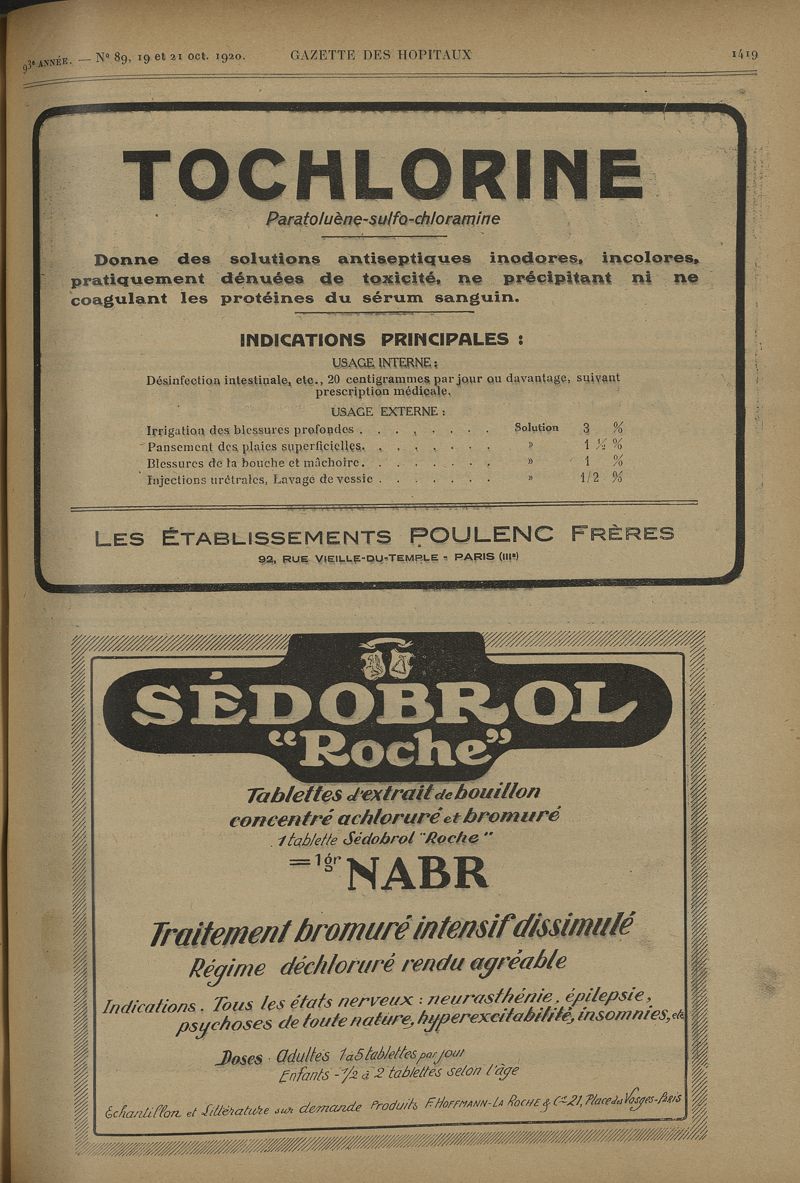 93e ANNÉE. — No 89, 19 et 21 oct. 1920. GAZETTE DES HOPITAUX 1419
TOCHLORINE
Paratoluène-sulfo-chloramine
Donne des solutions antiseptiques inodores, incolores,
pratiquement dénuées de toxicité, ne précipitant ni ne
coagulant les protéines du sérum sanguin.
INDICATIONS PRINCIPALES :
USAGE INTERNE :
Désinfection intestinale, etc., 20 centigrammes par jour ou davantage, suivant
prescription médicale.
USAGE EXTERNE :
Irrigation des blessures profondes . . . . . . . . Solution 3 %
Pansement des plaies superficielles. . . . . . . . » 1 ½ %
Blessures de la bouche et mâchoire. . . . . . . . » 1 %
Injections urétrales, Lavage de vessie . . . . . . . » 1/2 %
LES ÉTABLISSEMENTS POULENC FRÈRES
92, RUE VIEILLE-DU-TEMPLE - PARIS (IIIe)
SÉDOBROL
"Roche"
Tablettes d'extrait de bouillon
concentré achloruré et bromuré
1 tablette Sédobrol "Roche"
= 1 gr NABR
Traitement bromuré intensif dissimulé
Régime déchloruré rendu agréable
Indications. Tous les états nerveux : neurasthénie, épilepsie,
psychoses de toute nature, hyperexcitabilité, insomnies, etc
Doses - Adultes 1 à 5 tablettes par jour
Enfants - 1/2 à 2 tablettes selon l'âge
Échantillon et Littérature sur demande Produits F. HOFFMANN-LA ROCHE & Cie 21, Place des Vosges - Paris